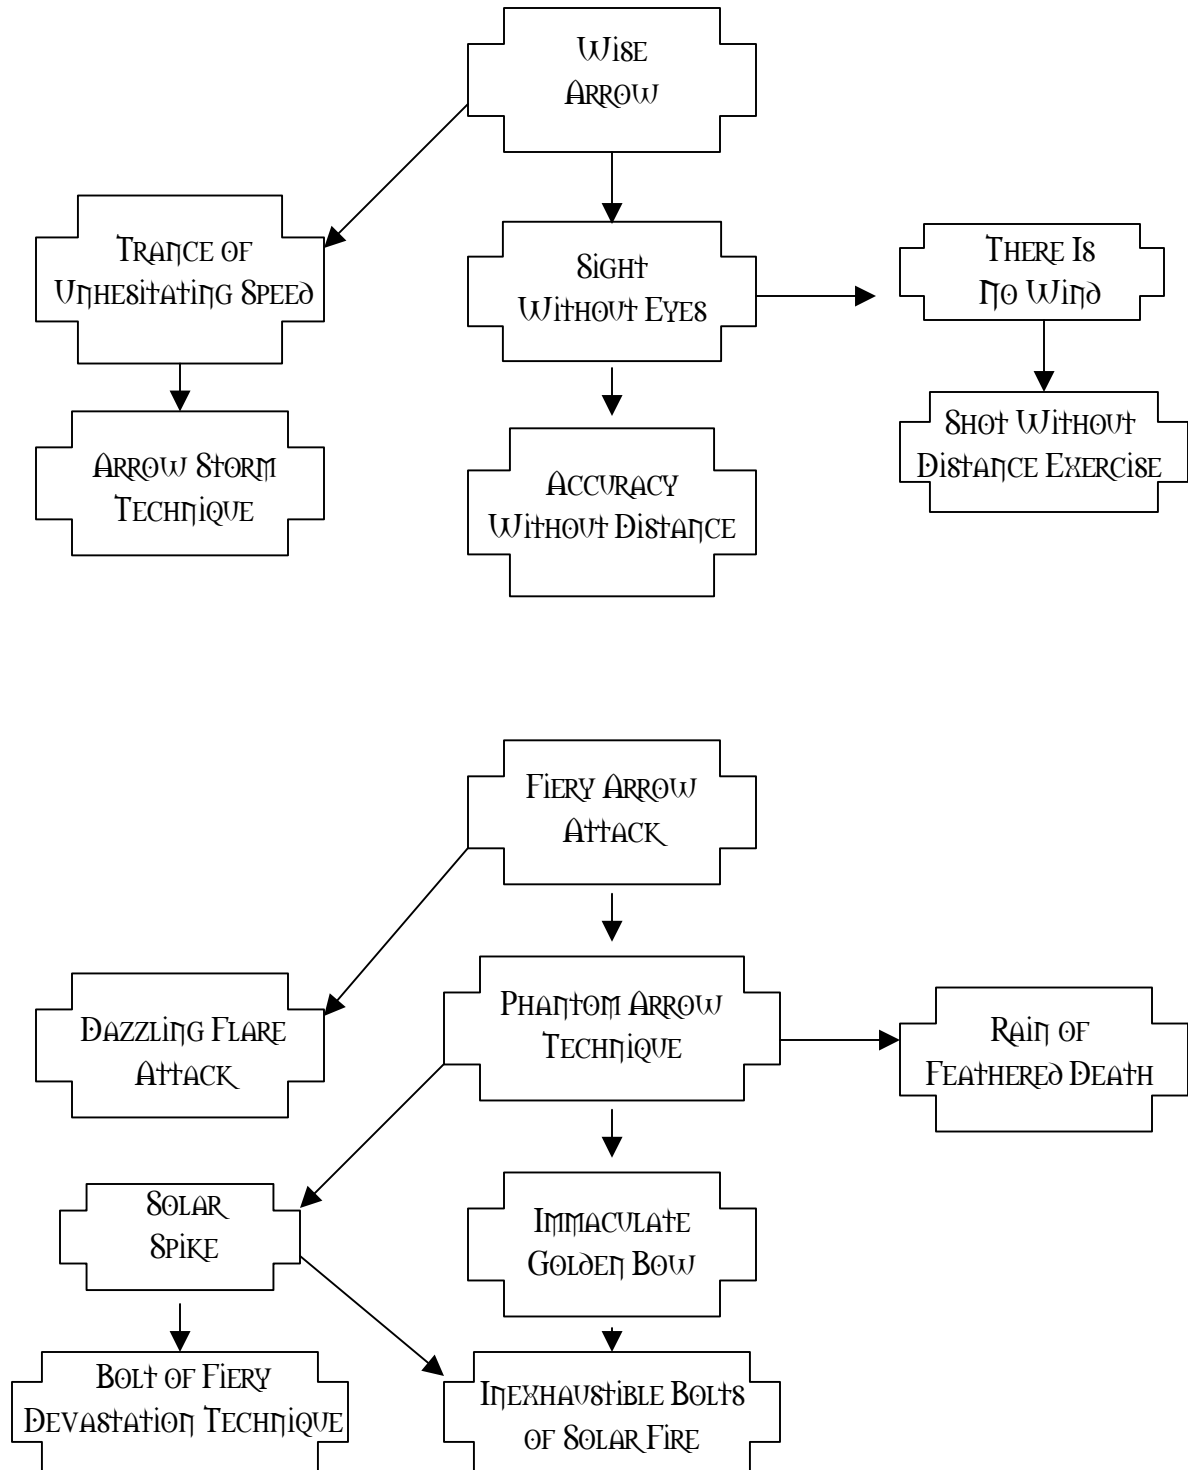 Wise
Arrow
Trance of
Unhesitating Speed
Sight
Without Eyes
There Is
No Wind
Arrow Storm
Technique
Accuracy
Without Distance
Shot Without
Distance Exercise
Fiery Arrow
Attack
Dazzling Flare
Attack
Phantom Arrow
Technique
Rain of
Feathered Death
Solar
Spike
Immaculate
Golden Bow
Bolt of Fiery
Devastation Technique
Inexhaustible Bolts
of Solar Fire